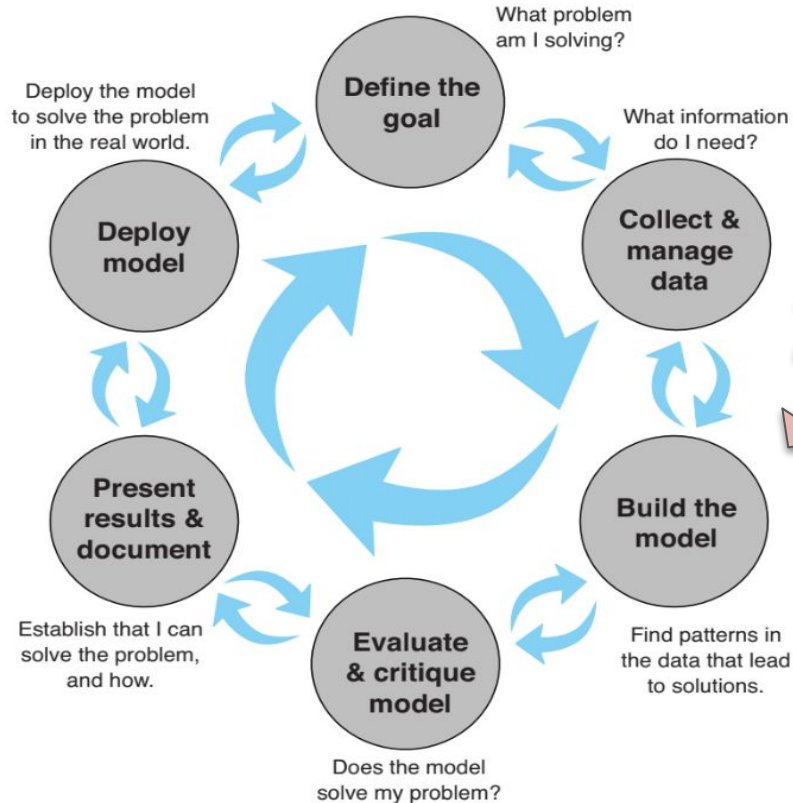 What problem
am I solving?
Define the
goal
What information
do I need?
Collect &
manage
data
Build the
model
Find patterns in
the data that lead
to solutions.
Evaluate
& critique
model
Does the model
solve my problem?
Present
results &
document
Establish that I can
solve the problem,
and how.
Deploy
model
Deploy the model
to solve the problem
in the real world.